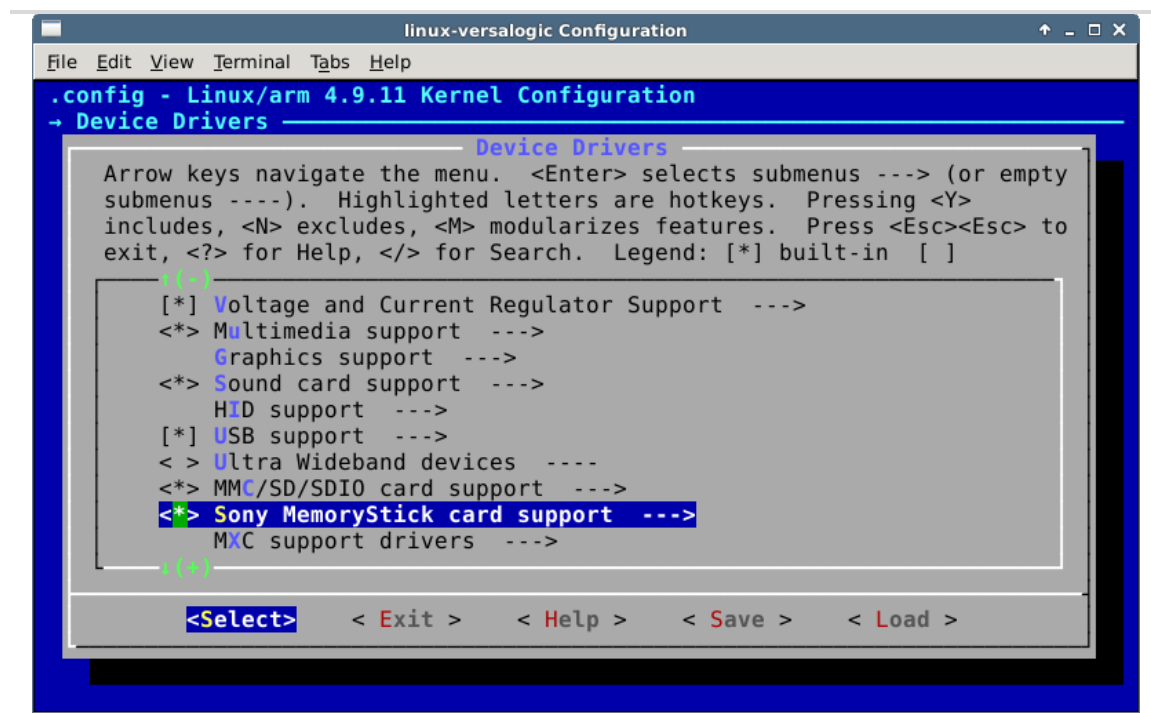 linux-versalogic Configuration
File Edit View Terminal Tabs Help
.config - Linux/arm 4.9.11 Kernel Configuration
→ Device Drivers
Device Drivers
Arrow keys navigate the menu.  <Enter> selects submenus ---> (or empty
submenus ----).  Highlighted letters are hotkeys.  Pressing <Y>
includes, <N> excludes, <M> modularizes features.  Press <Esc><Esc> to
exit, <?> for Help, </> for Search.  Legend: [*] built-in  [ ]
↑(-)
[*] Voltage and Current Regulator Support  --->
<*> Multimedia support  --->
Graphics support  --->
<*> Sound card support  --->
HID support  --->
[*] USB support  --->
< > Ultra Wideband devices  ----
<*> MMC/SD/SDIO card support  --->
<*> Sony MemoryStick card support  --->
MXC support drivers  --->
↓(+)
<Select>    < Exit >    < Help >    < Save >    < Load >